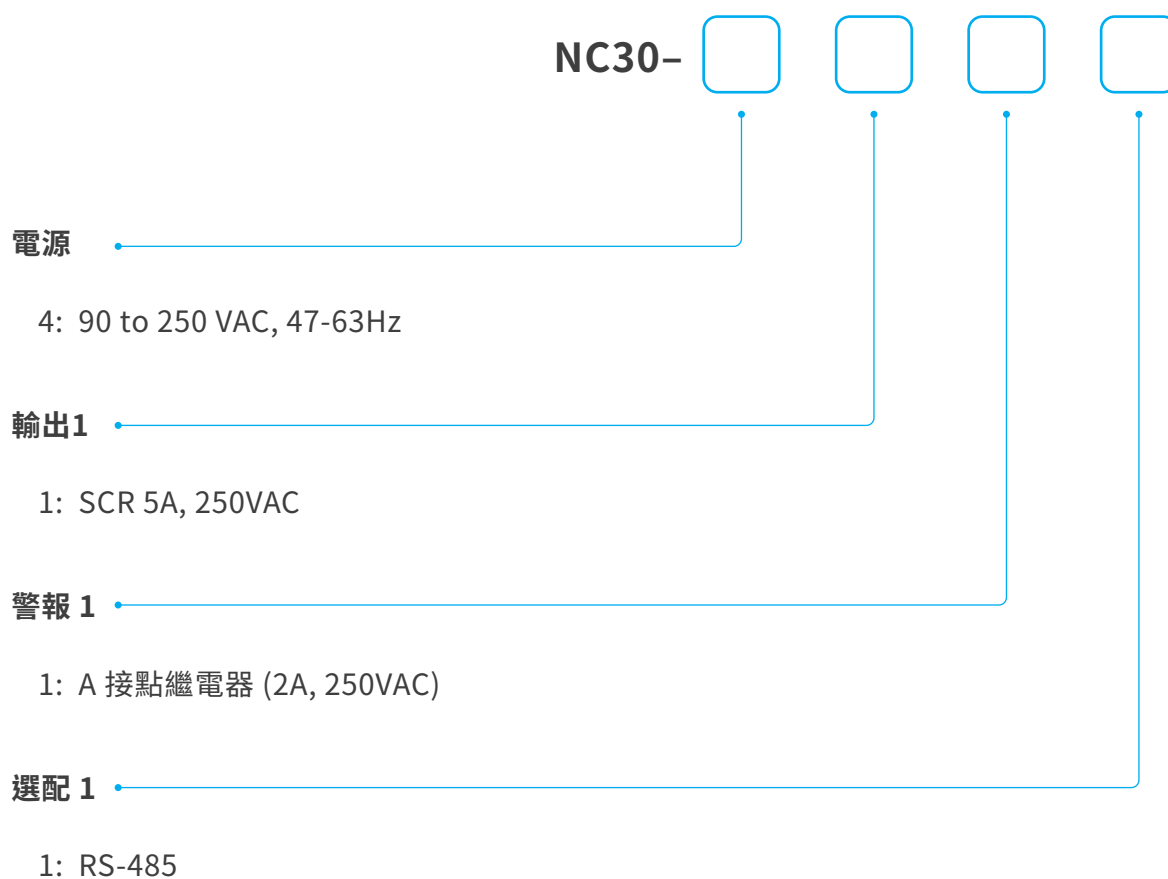 NC30–
電源
4: 90 to 250 VAC, 47-63Hz
輸出1
1: SCR 5A, 250VAC
警報 1
1: A 接點繼電器 (2A, 250VAC)
選配 1
1: RS-485